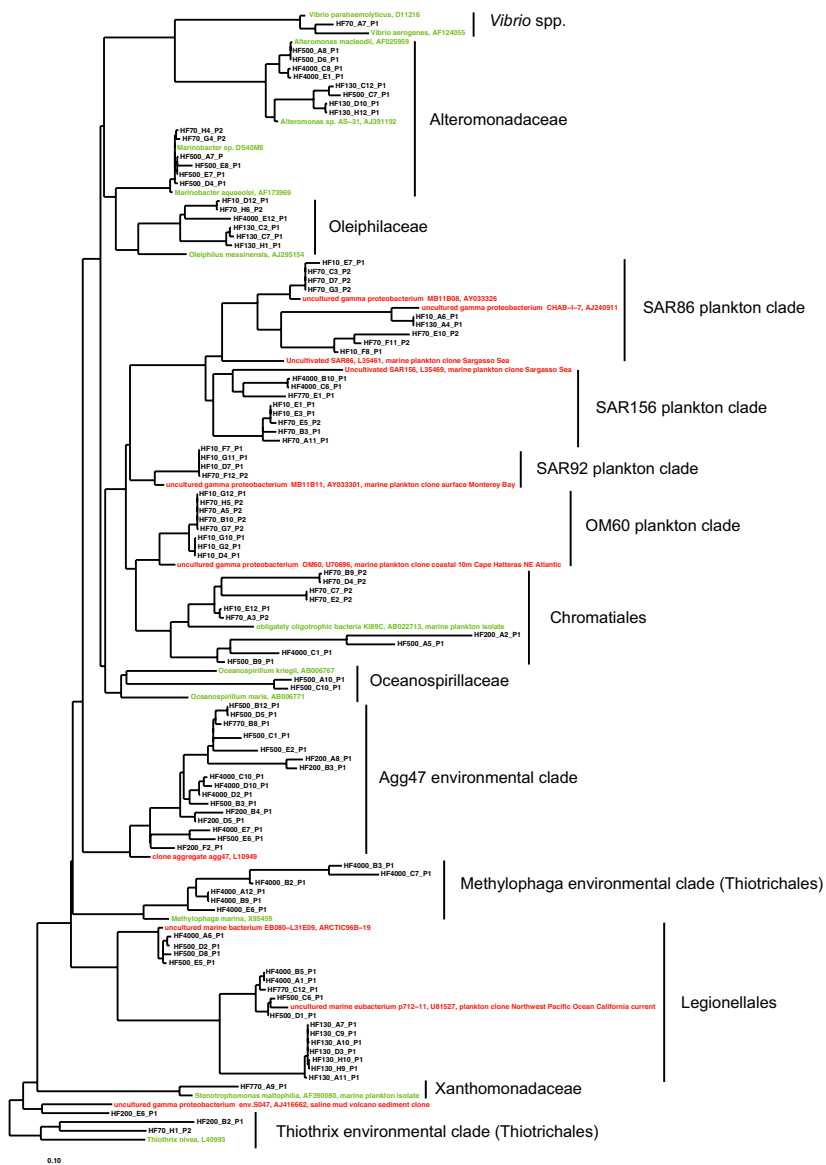 Vibrio parahaemolyticus, D11216
HF70_A7_P1
Vibrio aerogenes, AF124055
Vibrio spp.
Alteromonas macleodii, AF025959
HF500_A8_P1
HF500_D6_P1
HF4000_C8_P1
HF4000_E1_P1
HF130_C12_P1
HF500_C7_P1
HF130_D10_P1
HF130_H12_P1
Alteromonas sp. AS-31, AJ391192
Alteromonadaceae
HF70_H4_P2
HF70_G4_P2
Marinobacter sp. DS40M8
HF500_A7_P
HF500_E8_P1
HF500_E7_P1
HF500_D4_P1
Marinobacter aquaeolei, AF173969
HF10_D12_P1
HF70_H6_P2
HF4000_E12_P1
HF130_C2_P1
HF130_C7_P1
HF130_H1_P1
Oleiphilus messinensis, AJ295154
Oleiphilaceae
HF10_E7_P1
HF70_C3_P2
HF70_D7_P2
HF70_G3_P2
uncultured gamma proteobacterium MB11B08, AY033326
uncultured gamma proteobacterium CHAB-I-7, AJ240911
HF10_A6_P1
HF130_A4_P1
HF70_E10_P2
HF70_F11_P2
HF10_F8_P1
Uncultivated SAR86, L35461, marine plankton clone Sargasso Sea
SAR86 plankton clade
Uncultivated SAR156, L35469, marine plankton clone Sargasso Sea
HF4000_B10_P1
HF4000_C6_P1
HF770_E1_P1
HF10_E1_P1
HF10_E3_P1
HF70_E5_P2
HF70_B3_P1
HF70_A11_P1
SAR156 plankton clade
HF10_F7_P1
HF10_G11_P1
HF10_D7_P1
HF70_F12_P2
uncultured gamma proteobacterium MB11B11, AY033301, marine plankton clone surface Monterey Bay
SAR92 plankton clade
HF10_G12_P1
HF70_H5_P2
HF70_A5_P2
HF70_B10_P2
HF70_G7_P2
HF10_G10_P1
HF10_G2_P1
HF10_D4_P1
uncultured gamma proteobacterium OM60, U70696, marine plankton clone coastal 10m Cape Hatteras NE Atlantic
OM60 plankton clade
HF70_B9_P2
HF70_D4_P2
HF70_C7_P2
HF70_E2_P2
HF10_E12_P1
HF70_A3_P2
obligately oligotrophic bacteria KI89C, AB022713, marine plankton isolate
HF200_A2_P1
HF500_A5_P1
HF4000_C1_P1
HF500_B9_P1
Chromatiales
Oceanospirillum kriegii, AB006767
HF500_A10_P1
HF500_C10_P1
Oceanospirillum maris, AB006771
Oceanospirillaceae
HF500_B12_P1
HF500_D5_P1
HF770_B8_P1
HF500_C1_P1
HF500_E2_P1
HF200_A8_P1
HF200_B3_P1
HF4000_C10_P1
HF4000_D10_P1
HF4000_D2_P1
HF500_B3_P1
HF200_B4_P1
HF200_D5_P1
HF4000_E7_P1
HF500_E6_P1
HF200_F2_P1
clone aggregate agg47, L10949
Agg47 environmental clade
HF4000_B3_P1
HF4000_C7_P1
HF4000_B2_P1
HF4000_A12_P1
HF4000_B9_P1
HF4000_E6_P1
Methylophaga marina, X95459
Methylophaga environmental clade (Thiotrichales)
uncultured marine bacterium EB080-L31E09, ARCTIC96B-19
HF4000_A6_P1
HF500_D2_P1
HF500_D8_P1
HF500_E5_P1
HF4000_B5_P1
HF4000_A1_P1
HF770_C12_P1
HF500_C6_P1
uncultured marine eubacterium p712-11, U81527, plankton clone Northwest Pacific Ocean California current
HF500_D1_P1
HF130_A7_P1
HF130_C9_P1
HF130_A10_P1
HF130_D3_P1
HF130_H10_P1
HF130_H9_P1
HF130_A11_P1
Legionellales
HF770_A9_P1
Stenotrophomonas maltophilia, AF390080, marine plankton isolate
Xanthomonadaceae
uncultured gamma proteobacterium env.S047, AJ416662, saline mud volcano sediment clone
HF200_E6_P1
HF200_B2_P1
HF70_H1_P2
Thiothrix nivea, L40993
Thiothrix environmental clade (Thiotrichales)
0.10